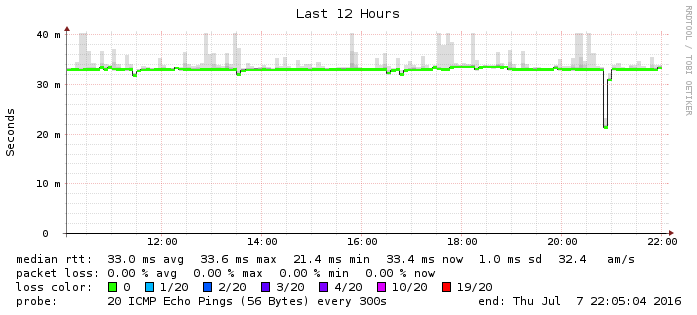 Last 12 Hours
RRDTOOL / TOBI OETIKER
Seconds
40 m
30 m
20 m
10 m
0
12:00 14:00 16:00 18:00 20:00 22:00
median rtt: 33.0 ms avg 33.6 ms max 21.4 ms min 33.4 ms now 1.0 ms sd 32.4 am/s
packet loss: 0.00 % avg 0.00 % max 0.00 % min 0.00 % now
loss color: 0 1/20 2/20 3/20 4/20 10/20 19/20
probe: 20 ICMP Echo Pings (56 Bytes) every 300s end: Thu Jul 7 22:05:04 2016